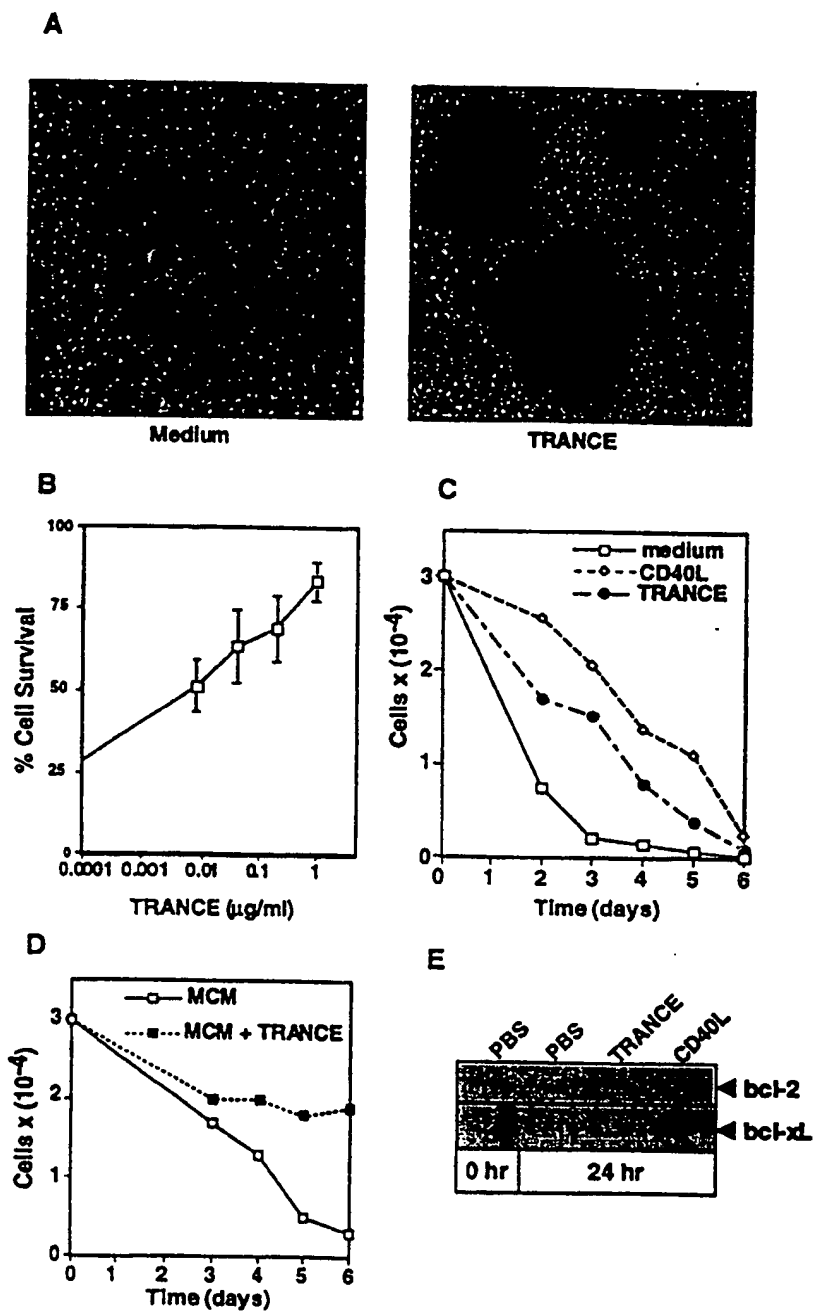 A
Medium
TRANCE
B
100
75
50
25
0
% Cell Survival
0.0001 0.001 0.01 0.1 1
TRANCE (µg/ml)
C
medium
CD40L
TRANCE
3
2
1
0
Cells x (10-4)
0 1 2 3 4 5 6
Time (days)
D
MCM
MCM + TRANCE
3
2
1
0
Cells x (10-4)
0 1 2 3 4 5 6
Time (days)
E
PBS PBS TRANCE CD40L
bcl-2
bcl-xL
0 hr 24 hr